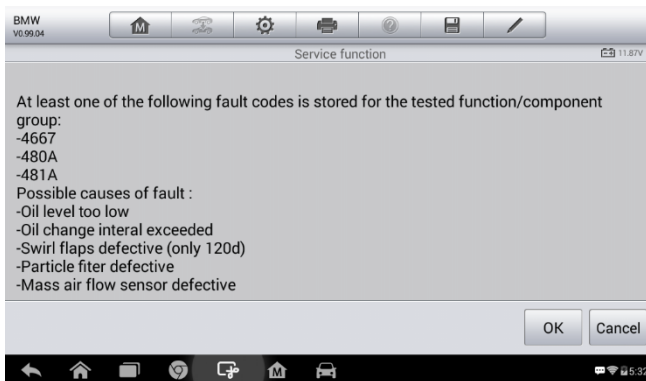 BMW
V0.99.04
Service function
11.87V
At least one of the following fault codes is stored for the tested function/component
group:
-4667
-480A
-481A
Possible causes of fault :
-Oil level too low
-Oil change interal exceeded
-Swirl flaps defective (only 120d)
-Particle fiter defective
-Mass air flow sensor defective
OK
Cancel
5:32